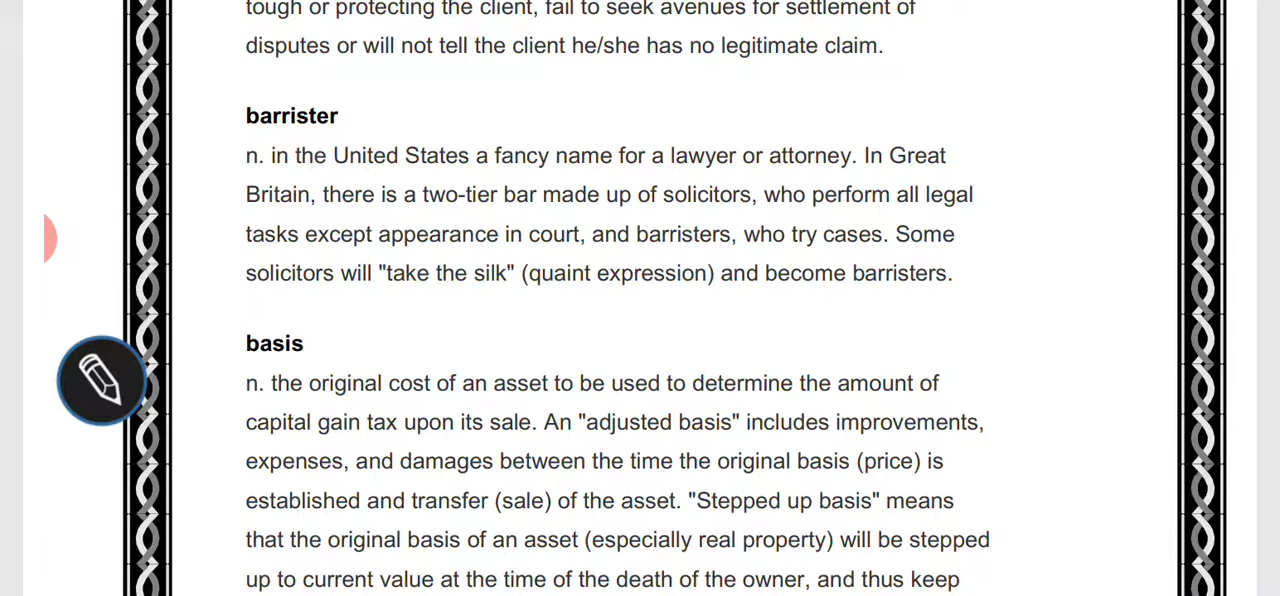 tough or protecting the client, fail to seek avenues for settlement of
disputes or will not tell the client he/she has no legitimate claim.
barrister
n. in the United States a fancy name for a lawyer or attorney. In Great
Britain, there is a two-tier bar made up of solicitors, who perform all legal
tasks except appearance in court, and barristers, who try cases. Some
solicitors will "take the silk" (quaint expression) and become barristers.
basis
n. the original cost of an asset to be used to determine the amount of
capital gain tax upon its sale. An "adjusted basis" includes improvements,
expenses, and damages between the time the original basis (price) is
established and transfer (sale) of the asset. "Stepped up basis" means
that the original basis of an asset (especially real property) will be stepped
up to current value at the time of the death of the owner, and thus keep